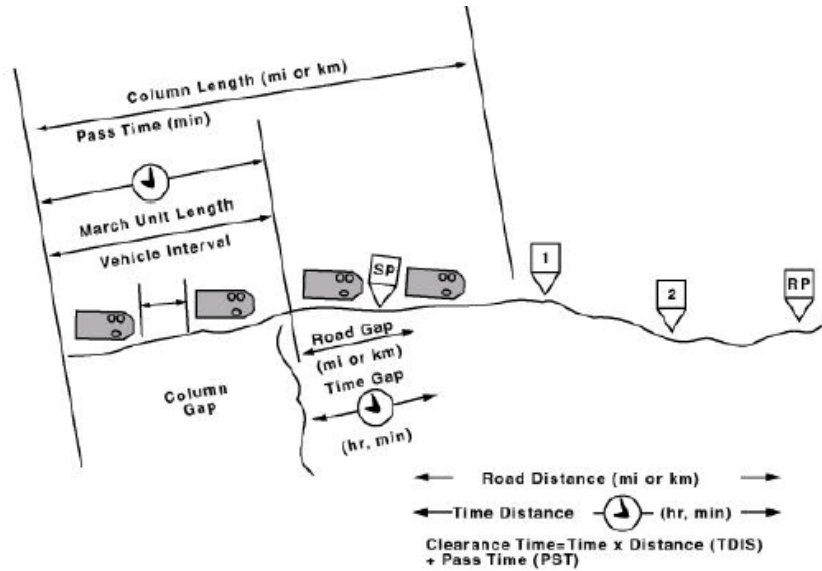 Column Length (mi or km)
Pass Time (min)
March Unit Length
Vehicle Interval
SP
1
2
RP
Road Gap
(mi or km)
Time Gap
(hr, min)
Column
Gap
Road Distance (mi or km)
Time Distance (hr, min)
Clearance Time=Time x Distance (TDIS)
+ Pass Time (PST)